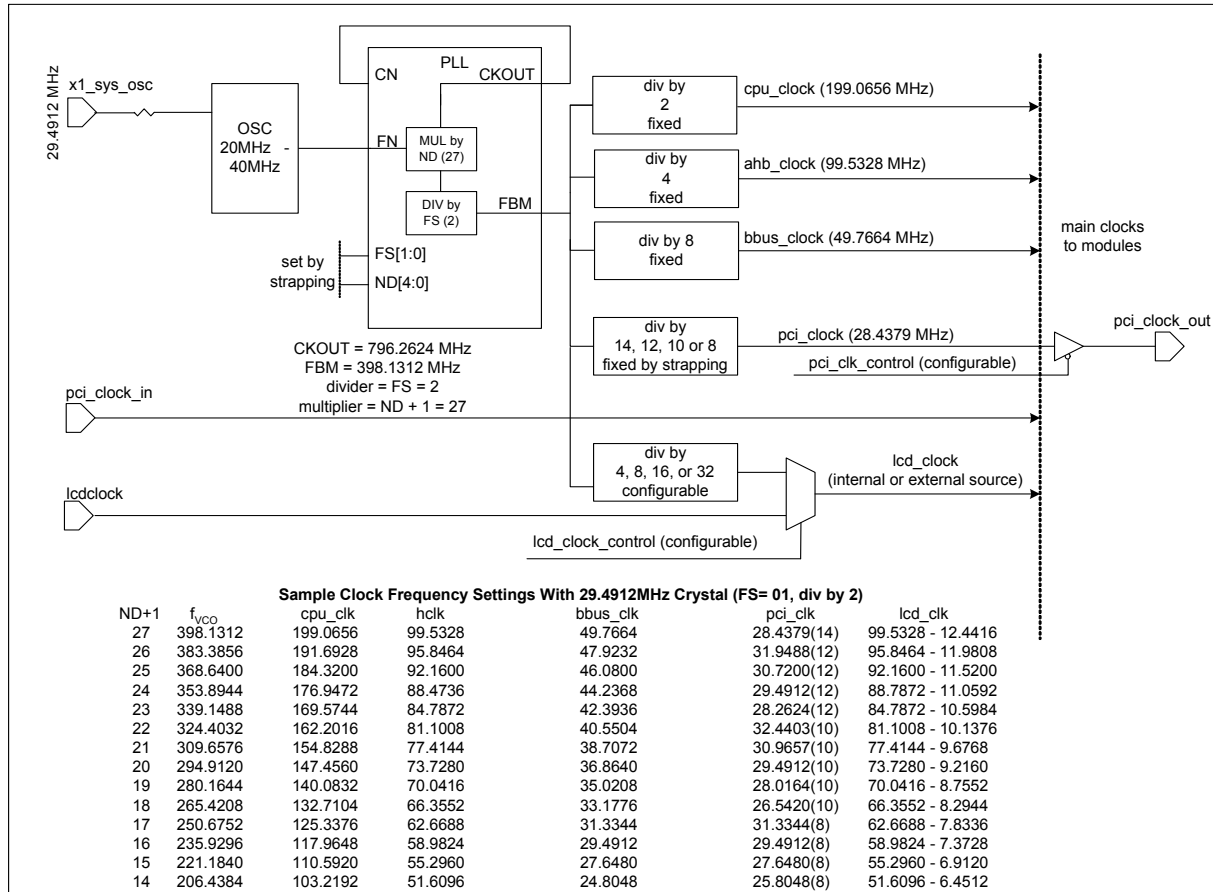 29.4912 MHz
x1_sys_osc
OSC
20MHz -
40MHz
PLL
CN
CKOUT
FN
MUL by
ND (27)
DIV by
FS (2)
FBM
FS[1:0]
ND[4:0]
set by
strapping
CKOUT = 796.2624 MHz
FBM = 398.1312 MHz
divider = FS = 2
multiplier = ND + 1 = 27
div by
2
fixed
cpu_clock (199.0656 MHz)
div by
4
fixed
ahb_clock (99.5328 MHz)
div by 8
fixed
bbus_clock (49.7664 MHz)
main clocks
to modules
div by
14, 12, 10 or 8
fixed by strapping
pci_clock (28.4379 MHz)
pci_clock_out
pci_clk_control (configurable)
pci_clock_in
div by
4, 8, 16, or 32
configurable
lcd_clock
(internal or external source)
lcdclock
lcd_clock_control (configurable)
Sample Clock Frequency Settings With 29.4912MHz Crystal (FS= 01, div by 2)
ND+1 fVCO cpu_clk hclk bbus_clk pci_clk lcd_clk
27 398.1312 199.0656 99.5328 49.7664 28.4379(14) 99.5328 - 12.4416
26 383.3856 191.6928 95.8464 47.9232 31.9488(12) 95.8464 - 11.9808
25 368.6400 184.3200 92.1600 46.0800 30.7200(12) 92.1600 - 11.5200
24 353.8944 176.9472 88.4736 44.2368 29.4912(12) 88.7872 - 11.0592
23 339.1488 169.5744 84.7872 42.3936 28.2624(12) 84.7872 - 10.5984
22 324.4032 162.2016 81.1008 40.5504 32.4403(10) 81.1008 - 10.1376
21 309.6576 154.8288 77.4144 38.7072 30.9657(10) 77.4144 - 9.6768
20 294.9120 147.4560 73.7280 36.8640 29.4912(10) 73.7280 - 9.2160
19 280.1644 140.0832 70.0416 35.0208 28.0164(10) 70.0416 - 8.7552
18 265.4208 132.7104 66.3552 33.1776 26.5420(10) 66.3552 - 8.2944
17 250.6752 125.3376 62.6688 31.3344 31.3344(8) 62.6688 - 7.8336
16 235.9296 117.9648 58.9824 29.4912 29.4912(8) 58.9824 - 7.3728
15 221.1840 110.5920 55.2960 27.6480 27.6480(8) 55.2960 - 6.9120
14 206.4384 103.2192 51.6096 24.8048 25.8048(8) 51.6096 - 6.4512